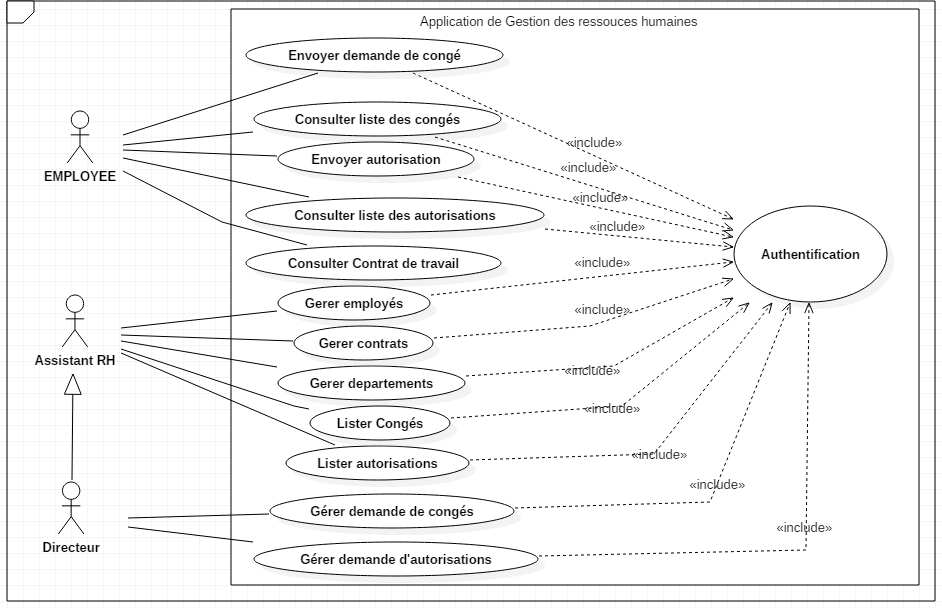 Application de Gestion des ressouces humaines
Envoyer demande de congé
Consulter liste des congés
«include»
Envoyer autorisation
«include»
EMPLOYEE
«include»
Consulter liste des autorisations
«include»
Authentification
Consulter Contrat de travail
«include»
Gerer employés
«include»
Gerer contrats
Assistant RH
«include»
Gerer departements
«include»
Lister Congés
«include»
Lister autorisations
«include»
Gérer demande de congés
«include»
Directeur
Gérer demande d'autorisations